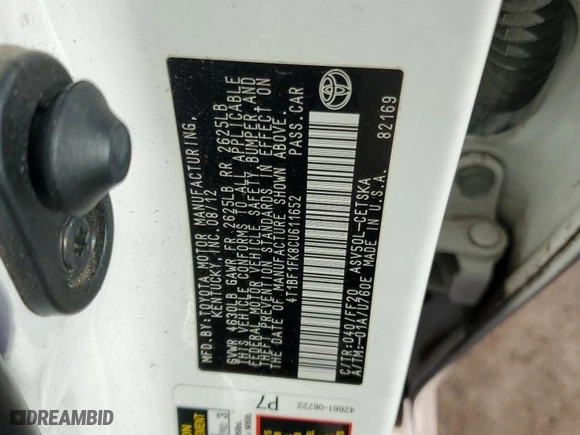 MFD.BY:TOYOTA MOTOR MANUFACTURING,
KENTUCKY, INC. 08/12
GVWR 4630LB GAWR FR 2625LB RR 2625LB
THIS VEHICLE CONFORMS TO ALL APPLICABLE
FEDERAL MOTOR VEHICLE SAFETY, BUMPER AND
THEFT PREVENTION STANDARDS IN EFFECT ON
THE DATE OF MANUFACTURE SHOWN ABOVE.
4T1BF1FK8CU611652 PASS.CAR
C/TR:040/FF20 ASV50L-CETSKA
A/TM:-01A/U760E MADE IN U.S.A.
82169
P7
42661-06722
DREAMBID